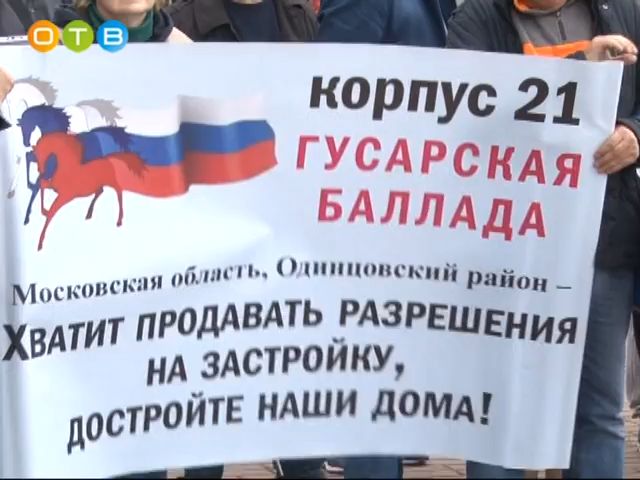 ОТВ
корпус 21
ГУСАРСКАЯ
БАЛЛАДА
Московская область, Одинцовский район –
ХВАТИТ ПРОДАВАТЬ РАЗРЕШЕНИЯ
НА ЗАСТРОЙКУ,
ДОСТРОЙТЕ НАШИ ДОМА!